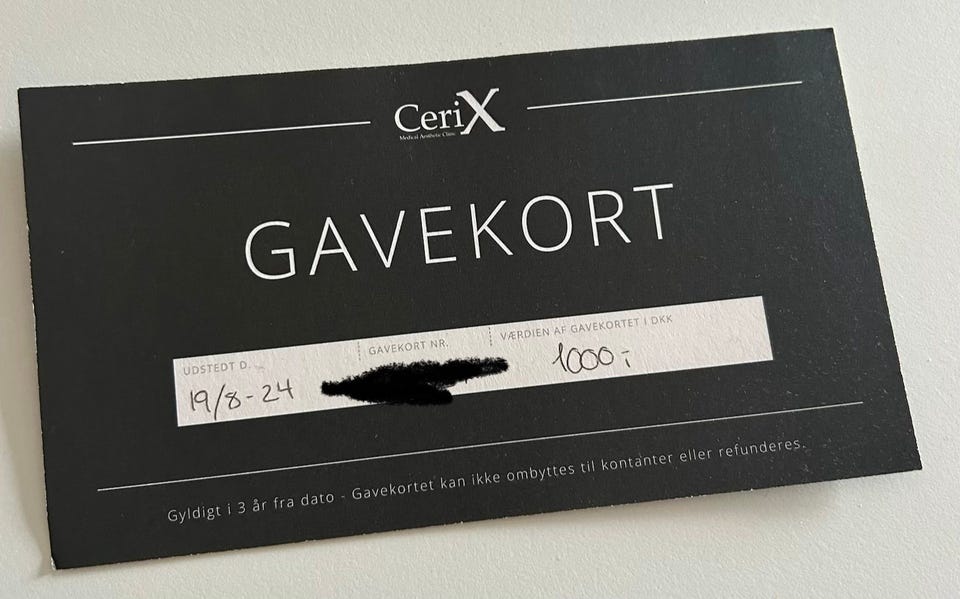 CeriX
Medical Aesthetic Clinic
GAVEKORT
UDSTEDT D.
GAVEKORT NR.
VÆRDIEN AF GAVEKORTET I DKK
19/8-24
1000,-
Gyldigt i 3 år fra dato - Gavekortet kan ikke ombyttes til kontanter eller refunderes.